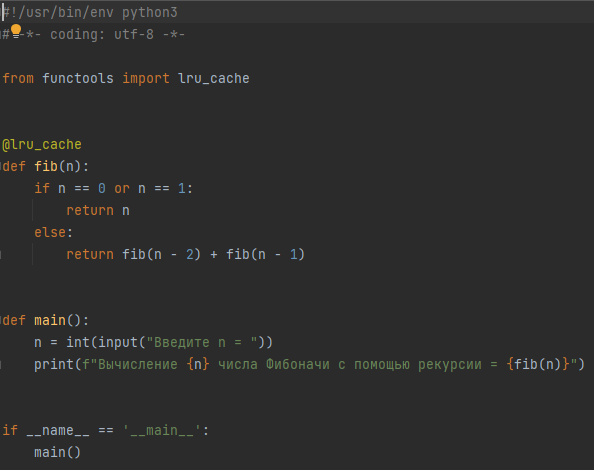 #!/usr/bin/env python3
# -*- coding: utf-8 -*-
from functools import lru_cache
@lru_cache
def fib(n):
if n == 0 or n == 1:
return n
else:
return fib(n - 2) + fib(n - 1)
def main():
n = int(input("Введите n = "))
print(f"Вычисление {n} числа Фибоначи с помощью рекурсии = {fib(n)}")
if __name__ == '__main__':
main()